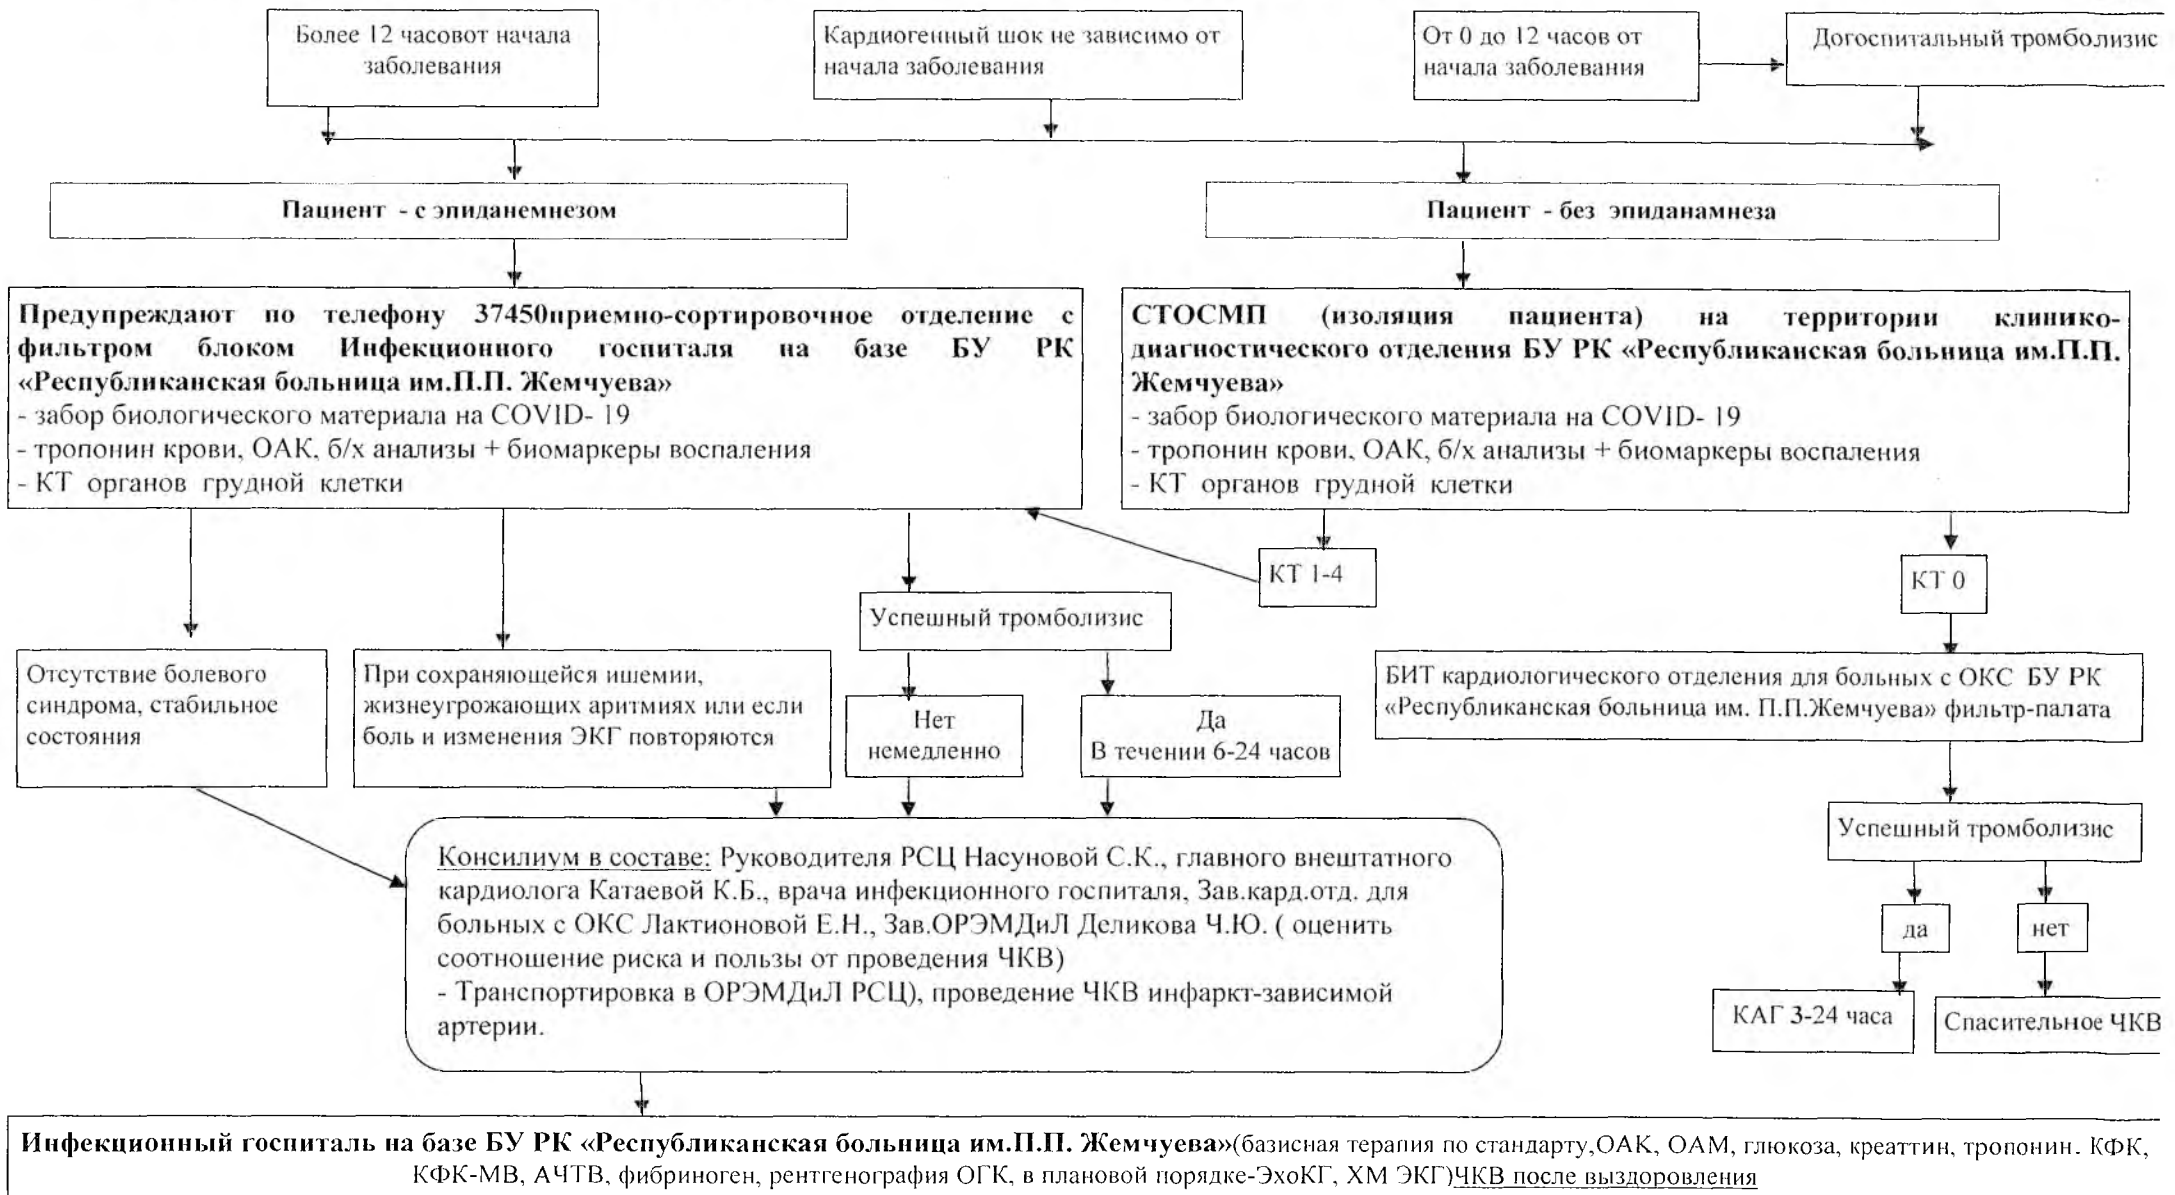 Более 12 часовот начала
заболевания
Кардиогенный шок не зависимо от
начала заболевания
От 0 до 12 часов от
начала заболевания
Догоспитальный тромболизис
Пациент - с эпиданемнезом
Пациент - без эпиданамнеза
Предупреждают по телефону 37450приемно-сортировочное отделение с
фильтром блоком Инфекционного госпиталя на базе БУ РК
«Республиканская больница им.П.П. Жемчуева»
- забор биологического материала на COVID- 19
- тропонин крови, ОАК, б/х анализы + биомаркеры воспаления
- КТ органов грудной клетки
СТОСМП (изоляция пациента) на территории клинико-
диагностического отделения БУ РК «Республиканская больница им.П.П.
Жемчуева»
- забор биологического материала на COVID- 19
- тропонин крови, ОАК, б/х анализы + биомаркеры воспаления
- КТ органов грудной клетки
КТ 1-4
КТ 0
Успешный тромболизис
Отсутствие болевого
синдрома, стабильное
состояния
При сохраняющейся ишемии,
жизнеугрожающих аритмиях или если
боль и изменения ЭКГ повторяются
Нет
немедленно
Да
В течении 6-24 часов
БИТ кардиологического отделения для больных с ОКС БУ РК
«Республиканская больница им. П.П.Жемчуева» фильтр-палата
Успешный тромболизис
да
нет
КАГ 3-24 часа
Спасительное ЧКВ
Консилиум в составе: Руководителя РСЦ Насуновой С.К., главного внештатного
кардиолога Катаевой К.Б., врача инфекционного госпиталя, Зав.кард.отд. для
больных с ОКС Лактионовой Е.Н., Зав.ОРЭМДиЛ Деликова Ч.Ю. ( оценить
соотношение риска и пользы от проведения ЧКВ)
- Транспортировка в ОРЭМДиЛ РСЦ), проведение ЧКВ инфаркт-зависимой
артерии.
Инфекционный госпиталь на базе БУ РК «Республиканская больница им.П.П. Жемчуева»(базисная терапия по стандарту,ОАК, ОАМ, глюкоза, креаттин, тропонин. КФК,
КФК-МВ, АЧТВ, фибриноген, рентгенография ОГК, в плановой порядке-ЭхоКГ, ХМ ЭКГ)ЧКВ после выздоровления